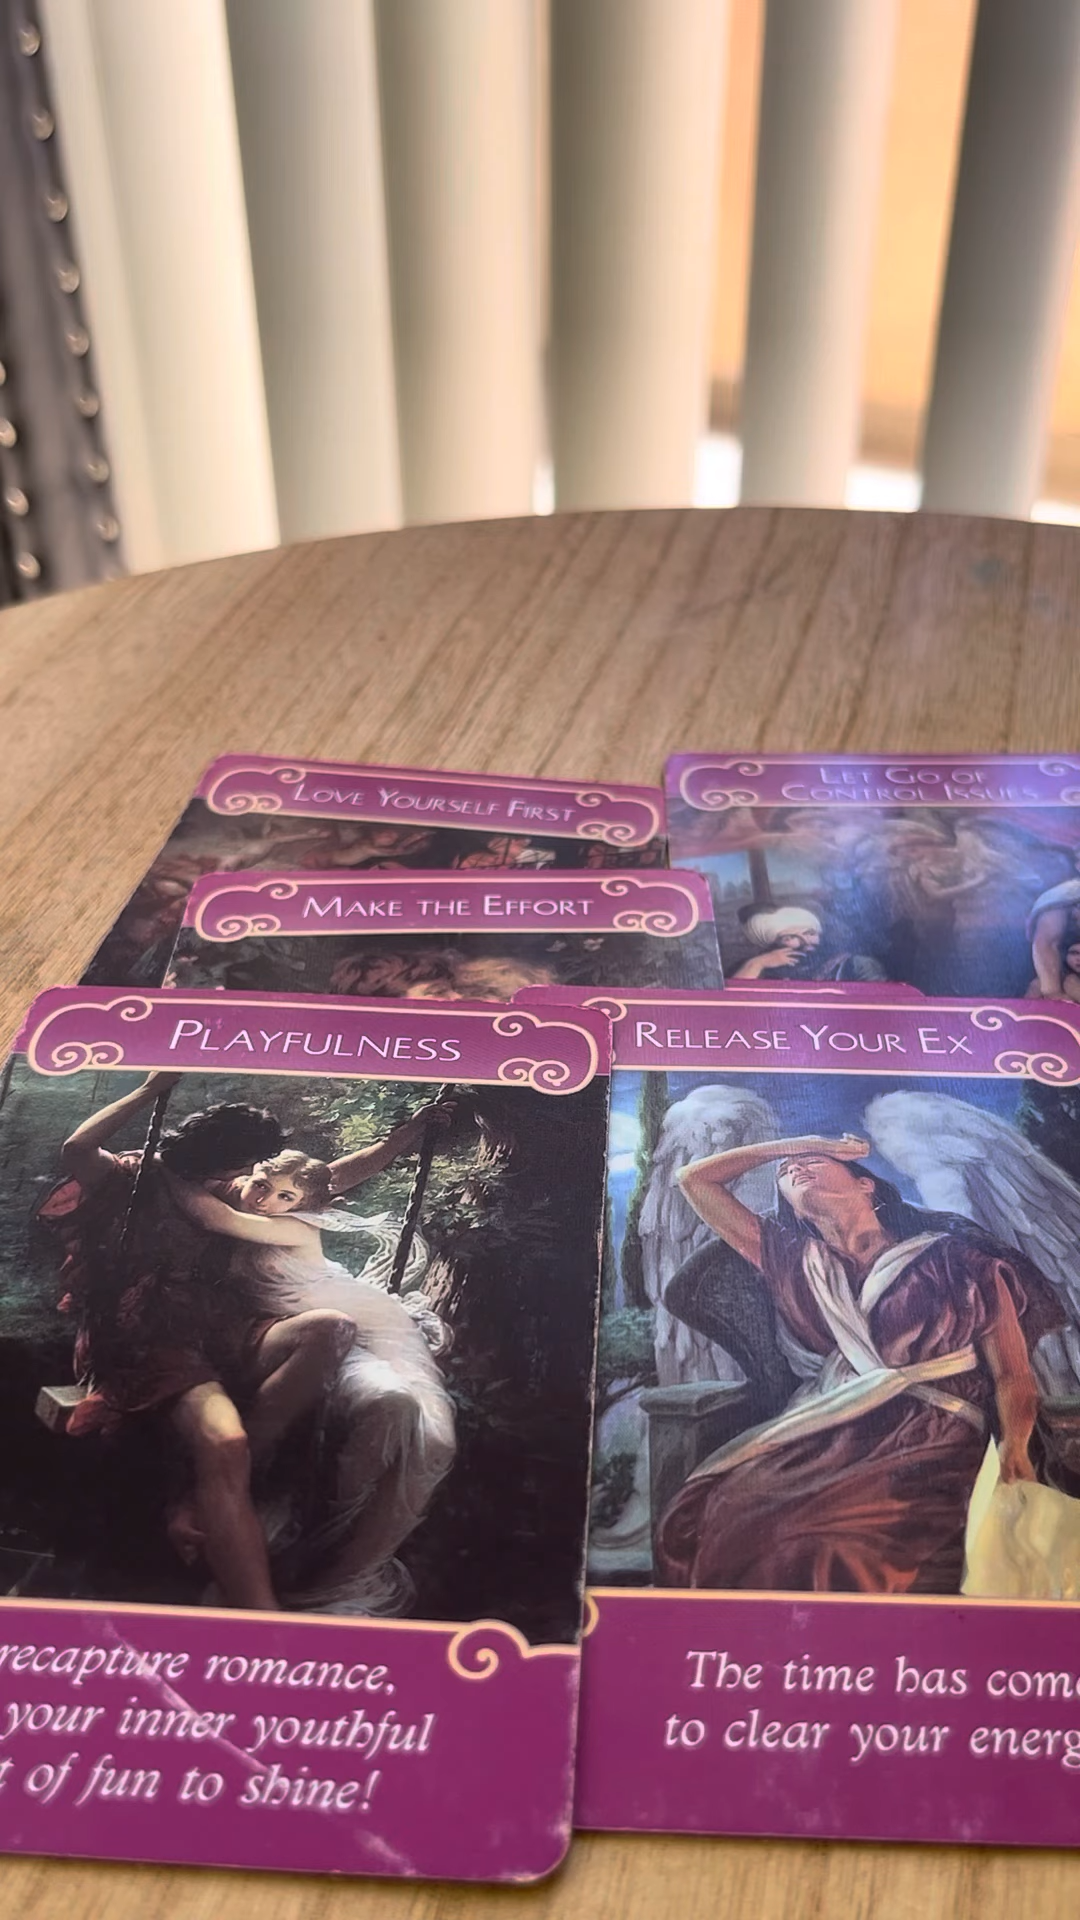 Love Yourself First
Let Go of
Control Issues
Make the Effort
Playfulness
recapture romance,
your inner youthful
of fun to shine!
Release Your Ex
The time has come
to clear your